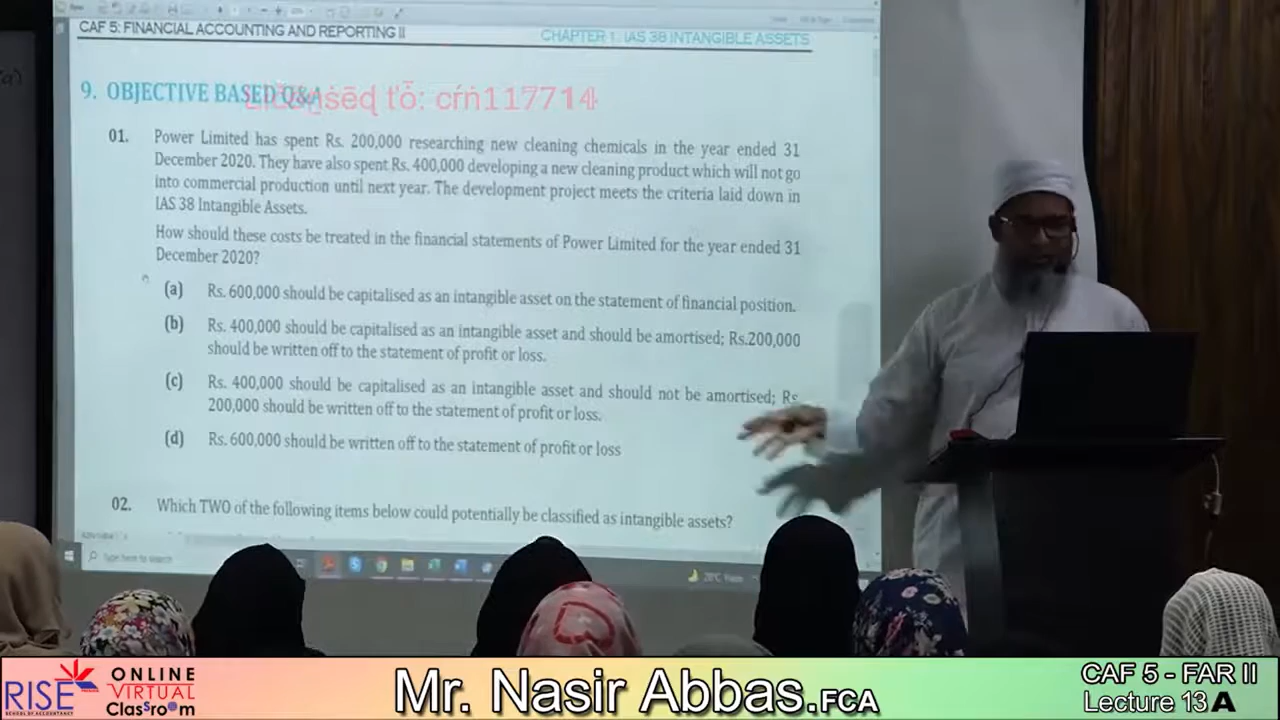 CAF 5: FINANCIAL ACCOUNTING AND REPORTING II
CHAPTER 1: IAS 38 INTANGIBLE ASSETS
9. OBJECTIVE BASED Q&A
ťȯ̃: cŕṅ117714
01. Power Limited has spent Rs. 200,000 researching new cleaning chemicals in the year ended 31
December 2020. They have also spent Rs. 400,000 developing a new cleaning product which will not go
into commercial production until next year. The development project meets the criteria laid down in
IAS 38 Intangible Assets.
How should these costs be treated in the financial statements of Power Limited for the year ended 31
December 2020?
(a) Rs. 600,000 should be capitalised as an intangible asset on the statement of financial position.
(b) Rs. 400,000 should be capitalised as an intangible asset and should be amortised; Rs.200,000
should be written off to the statement of profit or loss.
(c) Rs. 400,000 should be capitalised as an intangible asset and should not be amortised; Rs.
200,000 should be written off to the statement of profit or loss.
(d) Rs. 600,000 should be written off to the statement of profit or loss
02. Which TWO of the following items below could potentially be classified as intangible assets?
Type here to search
RISE
ONLINE
VIRTUAL
ClasSro@m
Mr. Nasir Abbas.FCA
CAF 5 - FAR II
Lecture 13 A